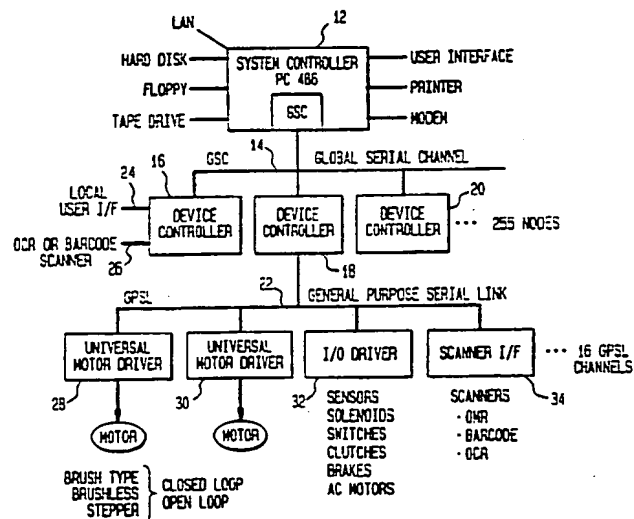 LAN
12
HARD DISK
SYSTEM CONTROLLER
PC 486
USER INTERFACE
FLOPPY
GSC
PRINTER
TAPE DRIVE
MODEM
14
16
GSC
GLOBAL SERIAL CHANNEL
24
20
LOCAL
USER I/F
DEVICE
CONTROLLER
DEVICE
CONTROLLER
DEVICE
CONTROLLER
··· 255 NODES
OCR OR BARCODE
SCANNER
26
18
22
GPSL
GENERAL PURPOSE SERIAL LINK
UNIVERSAL
MOTOR DRIVER
UNIVERSAL
MOTOR DRIVER
I/O DRIVER
SCANNER I/F
··· 16 GPSL
CHANNELS
28
30
32
34
MOTOR
MOTOR
SENSORS
SOLENOIDS
SWITCHES
CLUTCHES
BRAKES
AC MOTORS
SCANNERS
· OMR
· BARCODE
· OCR
BRUSH TYPE
BRUSHLESS
STEPPER
CLOSED LOOP
OPEN LOOP